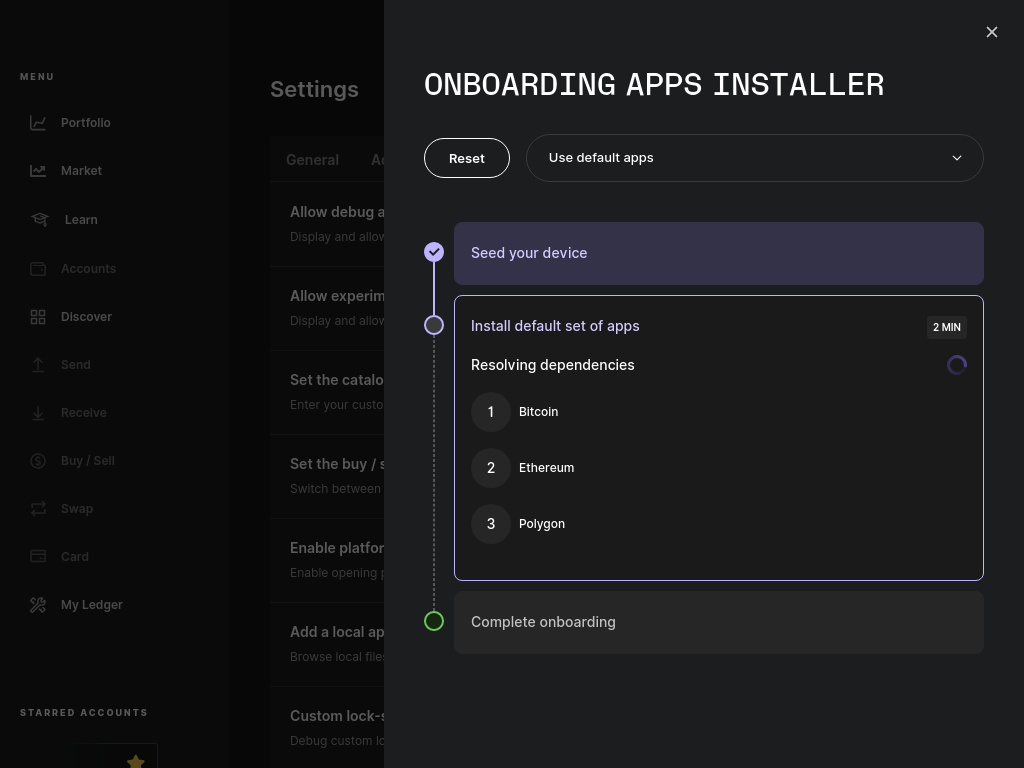 MENU
Portfolio
Market
Learn
Accounts
Discover
Send
Receive
Buy / Sell
Swap
Card
My Ledger
STARRED ACCOUNTS
Settings
General
Allow debug a
Display and allow
Allow experim
Display and allow
Set the catalo
Enter your custo
Set the buy / s
Switch between
Enable platfor
Enable opening p
Add a local ap
Browse local files
Custom lock-s
Debug custom lo
ONBOARDING APPS INSTALLER
Reset
Use default apps
Seed your device
Install default set of apps
2 MIN
Resolving dependencies
1 Bitcoin
2 Ethereum
3 Polygon
Complete onboarding